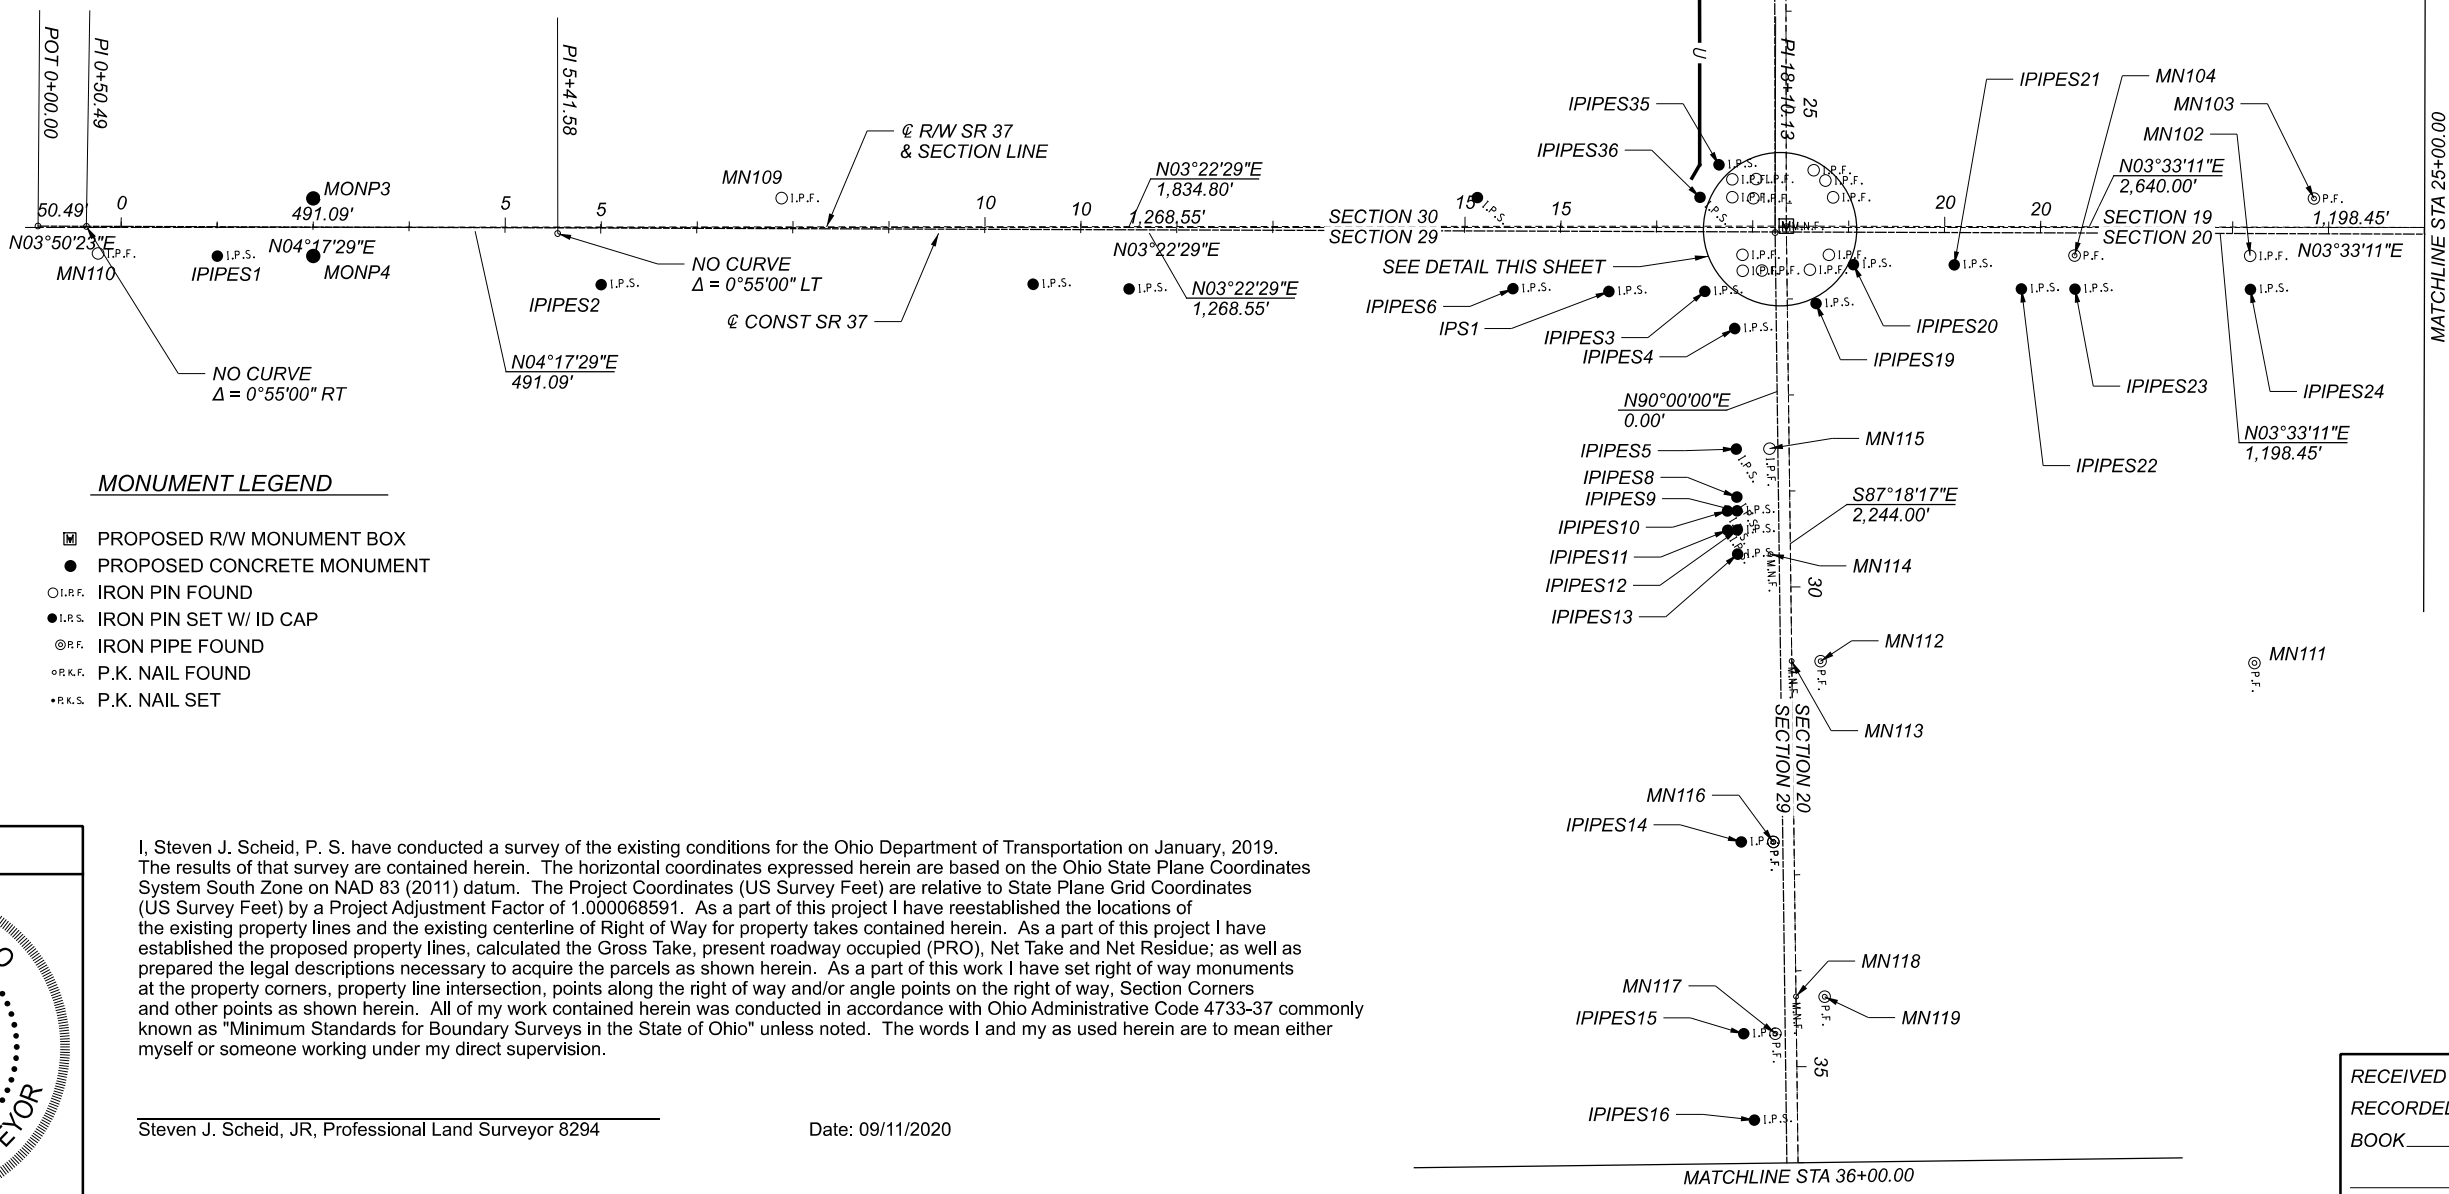 POT 0+00.00
PI 0+50.49
PI 5+41.58
U
PI 18+10.13
25
MATCHLINE STA 25+00.00
50.49'
N03°50'23"E
0
MN110
I.P.F.
IPIPES1
I.P.S.
MONP3
491.09'
N04°17'29"E
MONP4
5
5
IPIPES2
I.P.S.
MN109
I.P.F.
℄ R/W SR 37
& SECTION LINE
NO CURVE
Δ = 0°55'00" LT
℄ CONST SR 37
N04°17'29"E
491.09'
NO CURVE
Δ = 0°55'00" RT
10
10
N03°22'29"E
1,834.80'
1,268.55'
N03°22'29"E
I.P.S.
I.P.S.
N03°22'29"E
1,268.55'
SECTION 30
SECTION 29
15
15
I.P.S.
IPIPES35
I.P.S.
IPIPES36
I.P.S.
SEE DETAIL THIS SHEET
M.N.F.
IPIPES6
I.P.S.
IPS1
I.P.S.
IPIPES3
I.P.S.
IPIPES4
I.P.S.
I.P.F.
I.P.F.
I.P.F.
I.P.F.
I.P.F.
I.P.F.
I.P.S.
IPIPES19
I.P.S.
IPIPES20
I.P.S.
IPIPES21
MN104
P.F.
MN103
P.F.
MN102
I.P.F.
N03°33'11"E
2,640.00'
20
20
SECTION 19
SECTION 20
1,198.45'
N03°33'11"E
I.P.S.
IPIPES22
I.P.S.
IPIPES23
I.P.S.
IPIPES24
N03°33'11"E
1,198.45'
N90°00'00"E
0.00'
IPIPES5
I.P.S.
MN115
I.P.F.
IPIPES8
IPIPES9
I.P.S.
IPIPES10
IPIPES11
I.P.S.
IPIPES12
IPIPES13
I.P.S.
S87°18'17"E
2,244.00'
MN114
M.N.F.
30
MN112
P.F.
MN111
P.F.
MN113
M.N.F.
SECTION 29
SECTION 20
MN116
P.F.
IPIPES14
MN118
M.N.F.
MN117
P.F.
IPIPES15
MN119
P.F.
35
IPIPES16
I.P.S.
MATCHLINE STA 36+00.00
MONUMENT LEGEND
PROPOSED R/W MONUMENT BOX
PROPOSED CONCRETE MONUMENT
I.P.F. IRON PIN FOUND
I.P.S. IRON PIN SET W/ ID CAP
P.F. IRON PIPE FOUND
P.K.F. P.K. NAIL FOUND
P.K.S. P.K. NAIL SET
I, Steven J. Scheid, P. S. have conducted a survey of the existing conditions for the Ohio Department of Transportation on January, 2019.
The results of that survey are contained herein. The horizontal coordinates expressed herein are based on the Ohio State Plane Coordinates
System South Zone on NAD 83 (2011) datum. The Project Coordinates (US Survey Feet) are relative to State Plane Grid Coordinates
(US Survey Feet) by a Project Adjustment Factor of 1.000068591. As a part of this project I have reestablished the locations of
the existing property lines and the existing centerline of Right of Way for property takes contained herein. As a part of this project I have
established the proposed property lines, calculated the Gross Take, present roadway occupied (PRO), Net Take and Net Residue; as well as
prepared the legal descriptions necessary to acquire the parcels as shown herein. As a part of this work I have set right of way monuments
at the property corners, property line intersection, points along the right of way and/or angle points on the right of way, Section Corners
and other points as shown herein. All of my work contained herein was conducted in accordance with Ohio Administrative Code 4733-37 commonly
known as "Minimum Standards for Boundary Surveys in the State of Ohio" unless noted. The words I and my as used herein are to mean either
myself or someone working under my direct supervision.
Steven J. Scheid, JR, Professional Land Surveyor 8294
Date: 09/11/2020
RECEIVED
RECORDED
BOOK